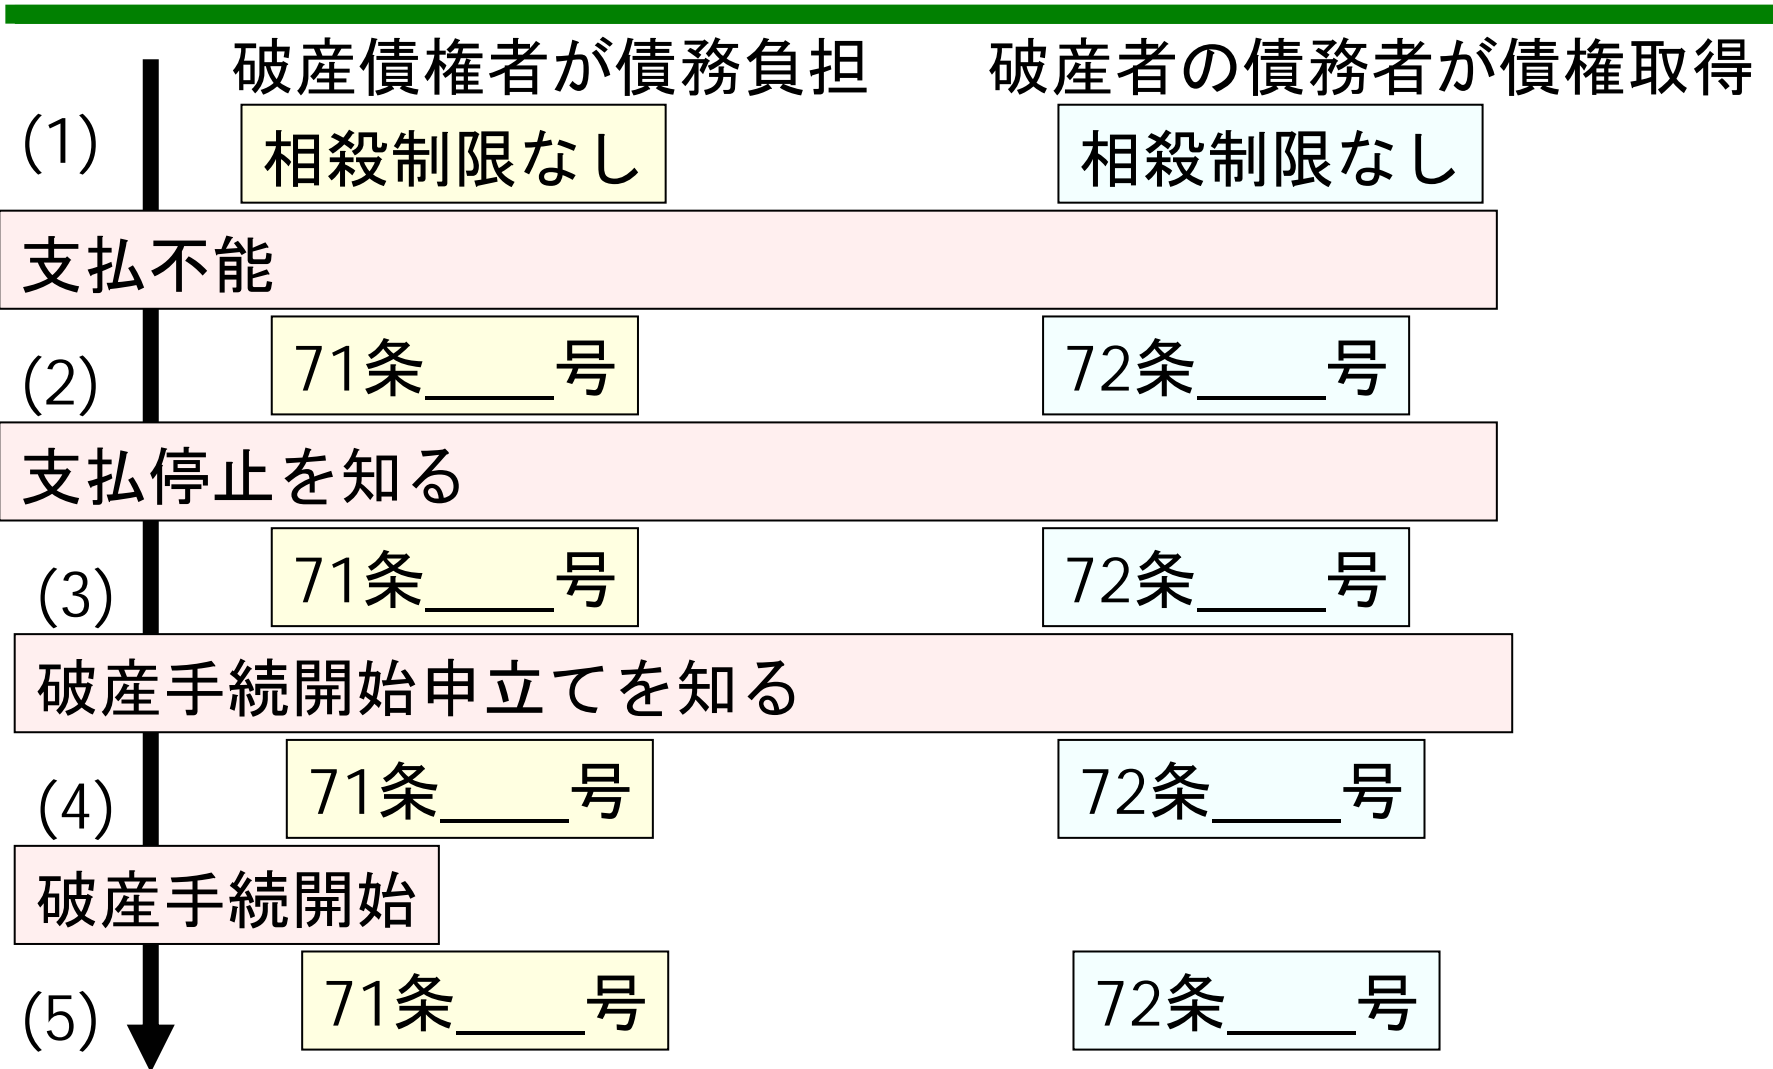 破産債権者が債務負担 破産者の債務者が債権取得
(1) 相殺制限なし 相殺制限なし
支払不能
(2) 71条____号 72条____号
支払停止を知る
(3) 71条____号 72条____号
破産手続開始申立てを知る
(4) 71条____号 72条____号
破産手続開始
(5) 71条____号 72条____号